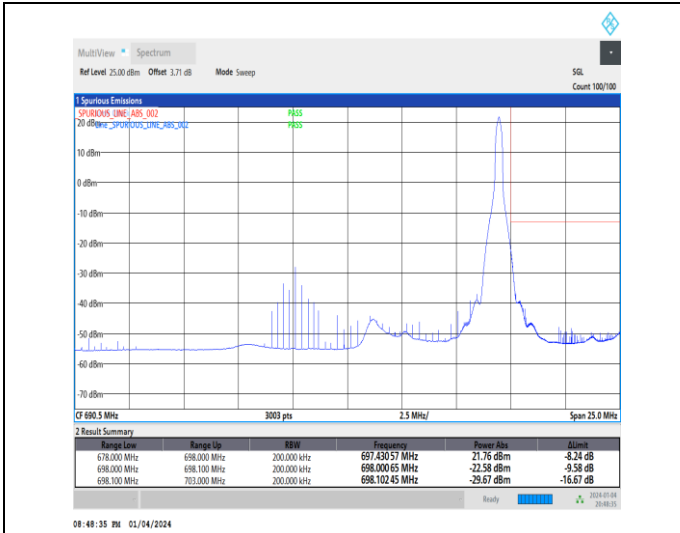 MultiView Spectrum
Ref Level 25.00 dBm Offset 3.71 dB Mode Sweep SGL
Count 100/100
1 Spurious Emissions
SPURIOUS_LINE_ABS_002 PASS
20 dBm Line _SPURIOUS_LINE_ABS_002 PASS
10 dBm
0 dBm
-10 dBm
-20 dBm
-30 dBm
-40 dBm
-50 dBm
-60 dBm
-70 dBm
CF 690.5 MHz 3003 pts 2.5 MHz/ Span 25.0 MHz
2 Result Summary
Range Low Range Up RBW Frequency Power Abs ΔLimit
678.000 MHz 698.000 MHz 200.000 kHz 697.43057 MHz 21.76 dBm -8.24 dB
698.000 MHz 698.100 MHz 200.000 kHz 698.00065 MHz -22.58 dBm -9.58 dB
698.100 MHz 703.000 MHz 200.000 kHz 698.10245 MHz -29.67 dBm -16.67 dB
Ready 2024-01-04
20:48:35
08:48:35 PM 01/04/2024